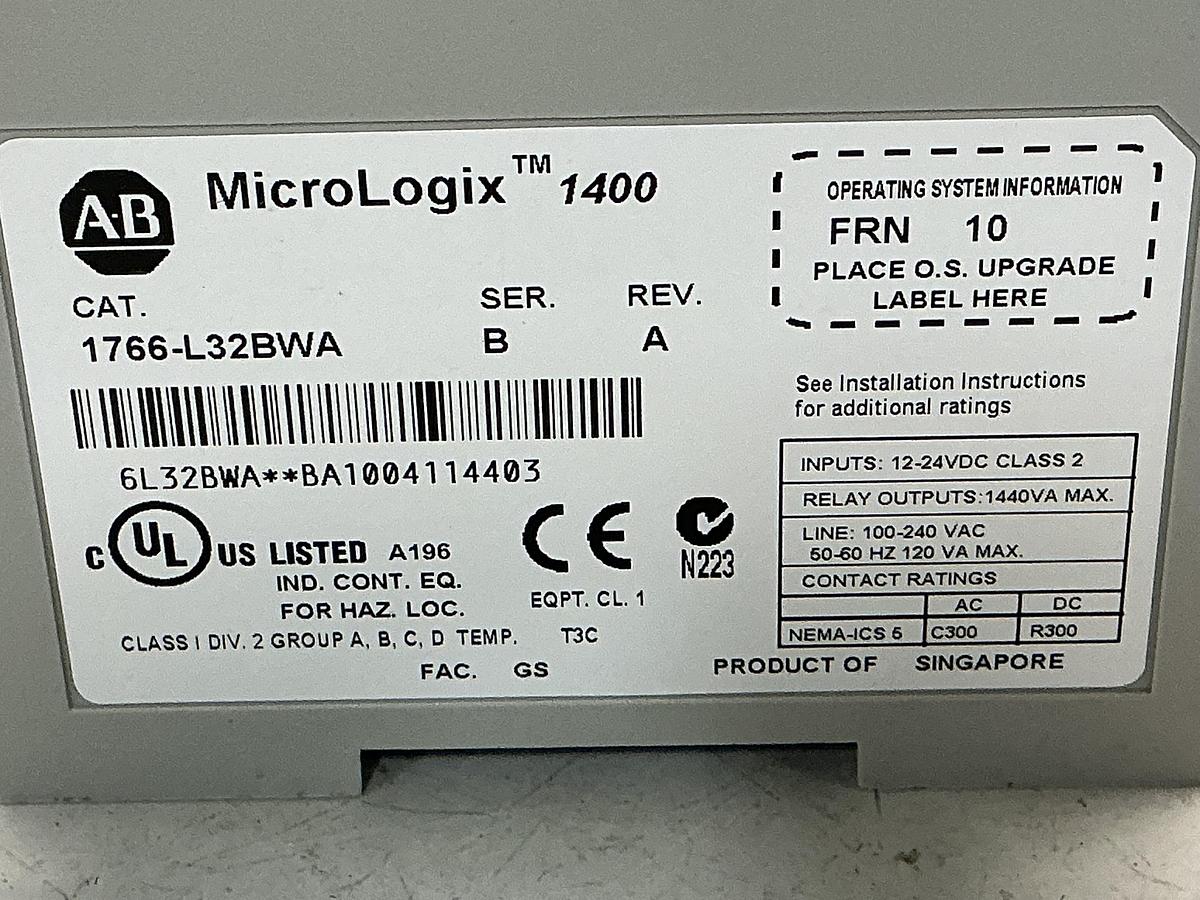 A-B MicroLogix™ 1400
CAT. SER. REV.
1766-L32BWA B A
6L32BWA**BA1004114403
C UL US LISTED A196
IND. CONT. EQ.
FOR HAZ. LOC.
CLASS I DIV. 2 GROUP A, B, C, D TEMP. T3C
FAC. GS
CE
EQPT. CL. 1
N223
OPERATING SYSTEM INFORMATION
FRN 10
PLACE O.S. UPGRADE
LABEL HERE
See Installation Instructions
for additional ratings
INPUTS: 12-24VDC CLASS 2
RELAY OUTPUTS:1440VA MAX.
LINE: 100-240 VAC
50-60 HZ 120 VA MAX.
CONTACT RATINGS
AC DC
NEMA-ICS 5 C300 R300
PRODUCT OF SINGAPORE